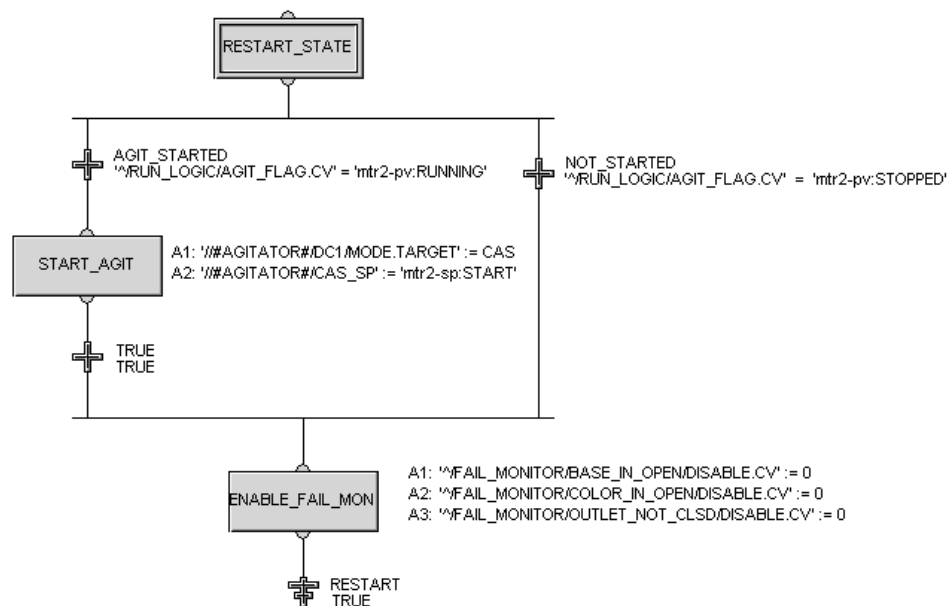 RESTART_STATE
AGIT_STARTED
'^/RUN_LOGIC/AGIT_FLAG.CV' = 'mtr2-pv:RUNNING'
NOT_STARTED
'^/RUN_LOGIC/AGIT_FLAG.CV' = 'mtr2-pv:STOPPED'
START_AGIT
A1: '//#AGITATOR#/DC1/MODE.TARGET' := CAS
A2: '//#AGITATOR#/CAS_SP' := 'mtr2-sp:START'
TRUE
TRUE
ENABLE_FAIL_MON
A1: '^/FAIL_MONITOR/BASE_IN_OPEN/DISABLE.CV' := 0
A2: '^/FAIL_MONITOR/COLOR_IN_OPEN/DISABLE.CV' := 0
A3: '^/FAIL_MONITOR/OUTLET_NOT_CLSD/DISABLE.CV' := 0
RESTART
TRUE